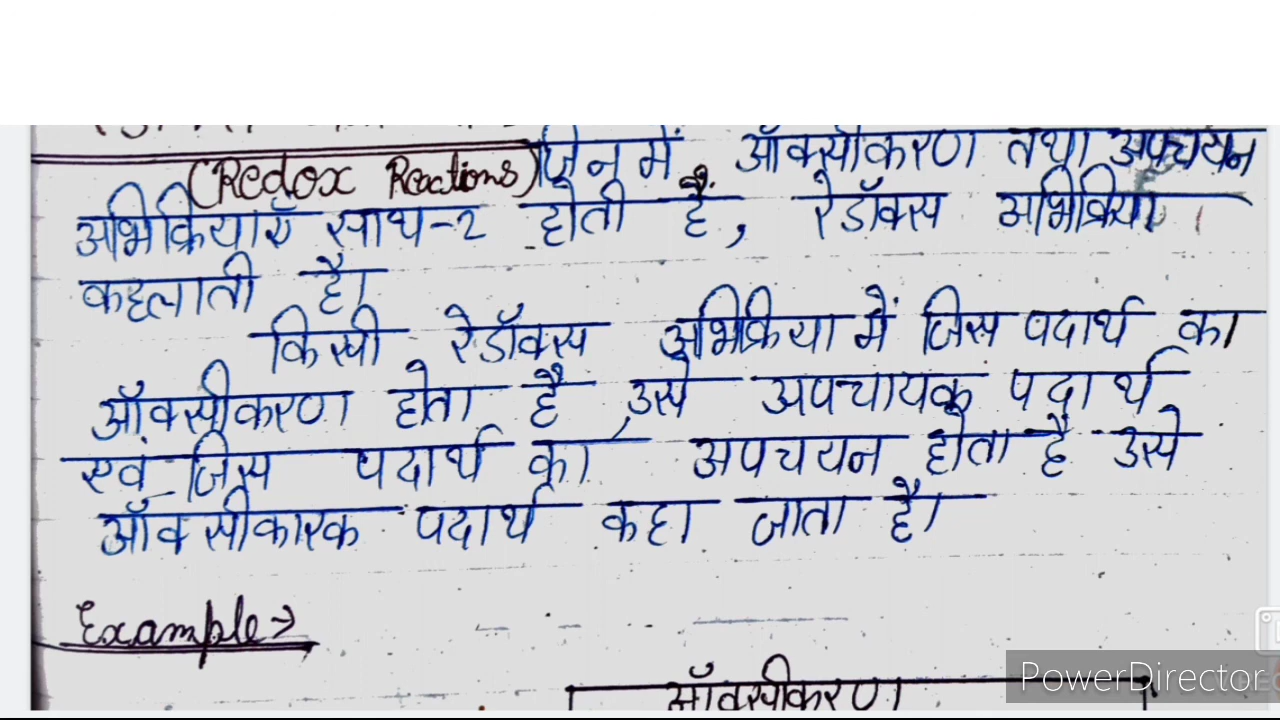 (Redox Reactions) जिनमें ऑक्सीकरण तथा अपचयन
अभिक्रियाएँ साथ-2 होती हैं, रेडॉक्स अभिक्रिया
कहलाती है।
किसी रेडॉक्स अभिक्रिया में जिस पदार्थ का
ऑक्सीकरण होता है, उसे अपचायक पदार्थ
एवं जिस पदार्थ का अपचयन होता है उसे
ऑक्सीकारक पदार्थ कहा जाता है।
Example→
ऑक्सीकरण
PowerDirector